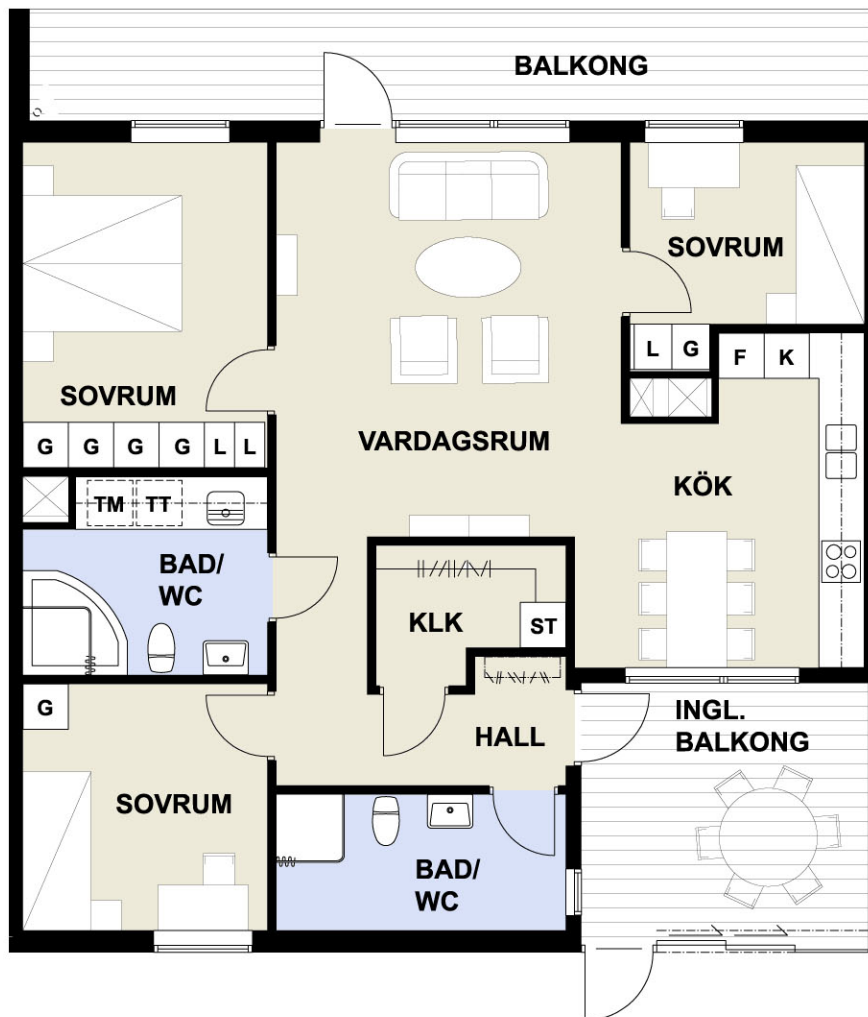 BALKONG
SOVRUM
L G F K
SOVRUM
VARDAGSRUM
G G G G L L
KÖK
TM TT
BAD/
WC
KLK
ST
G
HALL
INGL.
BALKONG
SOVRUM
BAD/
WC